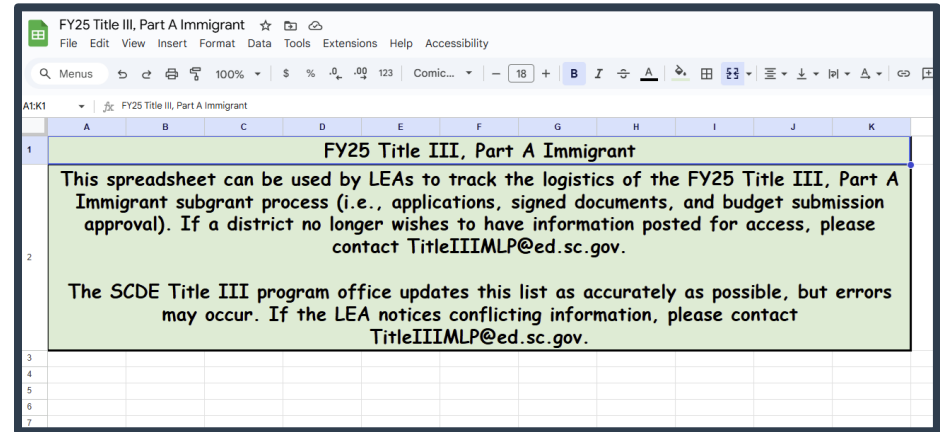 FY25 Title III, Part A Immigrant
File Edit View Insert Format Data Tools Extensions Help Accessibility
Menus 100% $ % .0 .00 123 Comic... − 18 + B I A A
A1:K1 fx FY25 Title III, Part A Immigrant
A B C D E F G H I J K
1 FY25 Title III, Part A Immigrant
This spreadsheet can be used by LEAs to track the logistics of the FY25 Title III, Part A
Immigrant subgrant process (i.e., applications, signed documents, and budget submission
approval). If a district no longer wishes to have information posted for access, please
contact TitleIIIMLP@ed.sc.gov.
2
The SCDE Title III program office updates this list as accurately as possible, but errors
may occur. If the LEA notices conflicting information, please contact
TitleIIIMLP@ed.sc.gov.
3
4
5
6
7